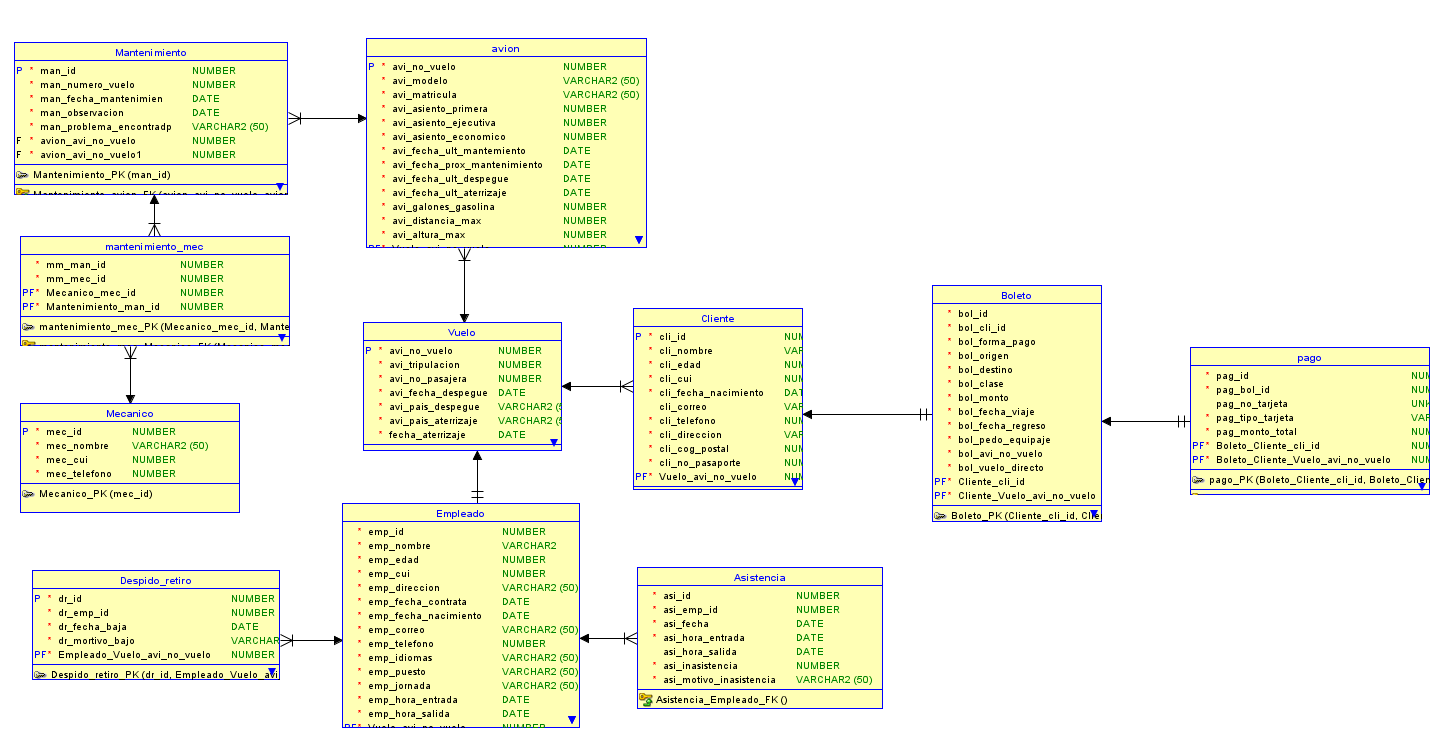 Mantenimiento
P * man_id NUMBER
* man_numero_vuelo NUMBER
* man_fecha_mantenimien DATE
* man_observacion DATE
* man_problema_encontradp VARCHAR2 (50)
F * avion_avi_no_vuelo NUMBER
F * avion_avi_no_vuelo1 NUMBER
Mantenimiento_PK (man_id)
avion
P * avi_no_vuelo NUMBER
* avi_modelo VARCHAR2 (50)
* avi_matricula VARCHAR2 (50)
* avi_asiento_primera NUMBER
* avi_asiento_ejecutiva NUMBER
* avi_asiento_economico NUMBER
* avi_fecha_ult_mantemiento DATE
* avi_fecha_prox_mantenimiento DATE
* avi_fecha_ult_despegue DATE
* avi_fecha_ult_aterrizaje DATE
* avi_galones_gasolina NUMBER
* avi_distancia_max NUMBER
* avi_altura_max NUMBER
mantenimiento_mec
* mm_man_id NUMBER
* mm_mec_id NUMBER
PF* Mecanico_mec_id NUMBER
PF* Mantenimiento_man_id NUMBER
mantenimiento_mec_PK (Mecanico_mec_id, Mante
Mecanico
P * mec_id NUMBER
* mec_nombre VARCHAR2 (50)
* mec_cui NUMBER
* mec_telefono NUMBER
Mecanico_PK (mec_id)
Vuelo
P * avi_no_vuelo NUMBER
* avi_tripulacion NUMBER
* avi_no_pasajera NUMBER
* avi_fecha_despegue DATE
* avi_pais_despegue VARCHAR2 (5
* avi_pais_aterrizaje VARCHAR2 (5
* fecha_aterrizaje DATE
Cliente
P * cli_id NUM
* cli_nombre VAR
* cli_edad NUM
* cli_cui NUM
* cli_fecha_nacimiento DAT
cli_correo VAR
* cli_telefono NUM
* cli_direccion VAR
* cli_cog_postal NUM
* cli_no_pasaporte NUM
PF* Vuelo_avi_no_vuelo NUM
Boleto
* bol_id
* bol_cli_id
* bol_forma_pago
* bol_origen
* bol_destino
* bol_clase
* bol_monto
* bol_fecha_viaje
* bol_fecha_regreso
* bol_pedo_equipaje
* bol_avi_no_vuelo
* bol_vuelo_directo
PF* Cliente_cli_id
PF* Cliente_Vuelo_avi_no_vuelo
Boleto_PK (Cliente_cli_id, Clie
pago
* pag_id NUM
* pag_bol_id NUM
pag_no_tarjeta UNK
* pag_tipo_tarjeta VAR
* pag_monto_total NUM
PF* Boleto_Cliente_cli_id NUM
PF* Boleto_Cliente_Vuelo_avi_no_vuelo NUM
pago_PK (Boleto_Cliente_cli_id, Boleto_Clien
Empleado
* emp_id NUMBER
* emp_nombre VARCHAR2
* emp_edad NUMBER
* emp_cui NUMBER
* emp_direccion VARCHAR2 (50)
* emp_fecha_contrata DATE
* emp_fecha_nacimiento DATE
* emp_correo VARCHAR2 (50)
* emp_telefono NUMBER
* emp_idiomas VARCHAR2 (50)
* emp_puesto VARCHAR2 (50)
* emp_jornada VARCHAR2 (50)
* emp_hora_entrada DATE
* emp_hora_salida DATE
Despido_retiro
P * dr_id NUMBER
* dr_emp_id NUMBER
* dr_fecha_baja DATE
* dr_mortivo_bajo VARCHAR
PF* Empleado_Vuelo_avi_no_vuelo NUMBER
Despido_retiro_PK (dr_id, Empleado_Vuelo_avi
Asistencia
* asi_id NUMBER
* asi_emp_id NUMBER
* asi_fecha DATE
* asi_hora_entrada DATE
asi_hora_salida DATE
* asi_inasistencia NUMBER
* asi_motivo_inasistencia VARCHAR2 (50)
Asistencia_Empleado_FK ()